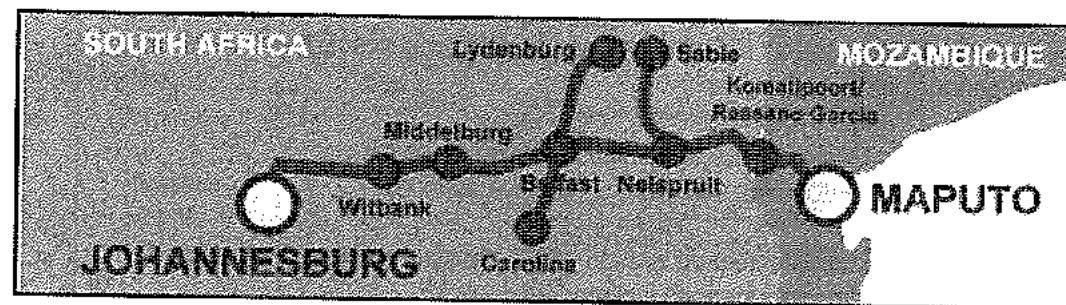 SOUTH AFRICA
Lydenburg
Sabie
MOZAMBIQUE
Komatipoort/
Ressano Garcia
Middelburg
Witbank
Belfast
Nelspruit
MAPUTO
JOHANNESBURG
Carolina